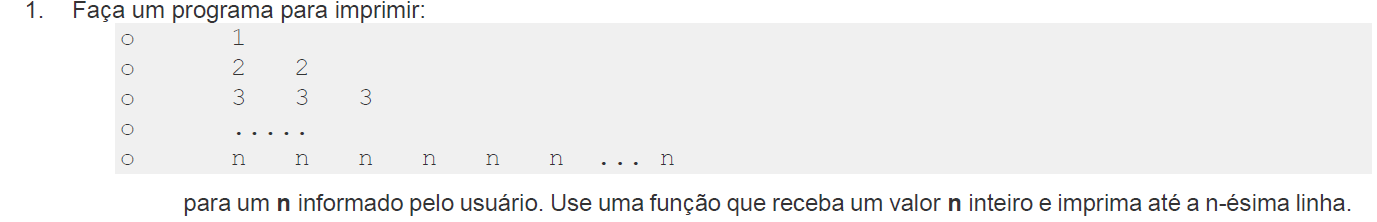 1. Faça um programa para imprimir:
○ 1
○ 2 2
○ 3 3 3
○ .....
○ n n n n n n ... n
para um n informado pelo usuário. Use uma função que receba um valor n inteiro e imprima até a n-ésima linha.